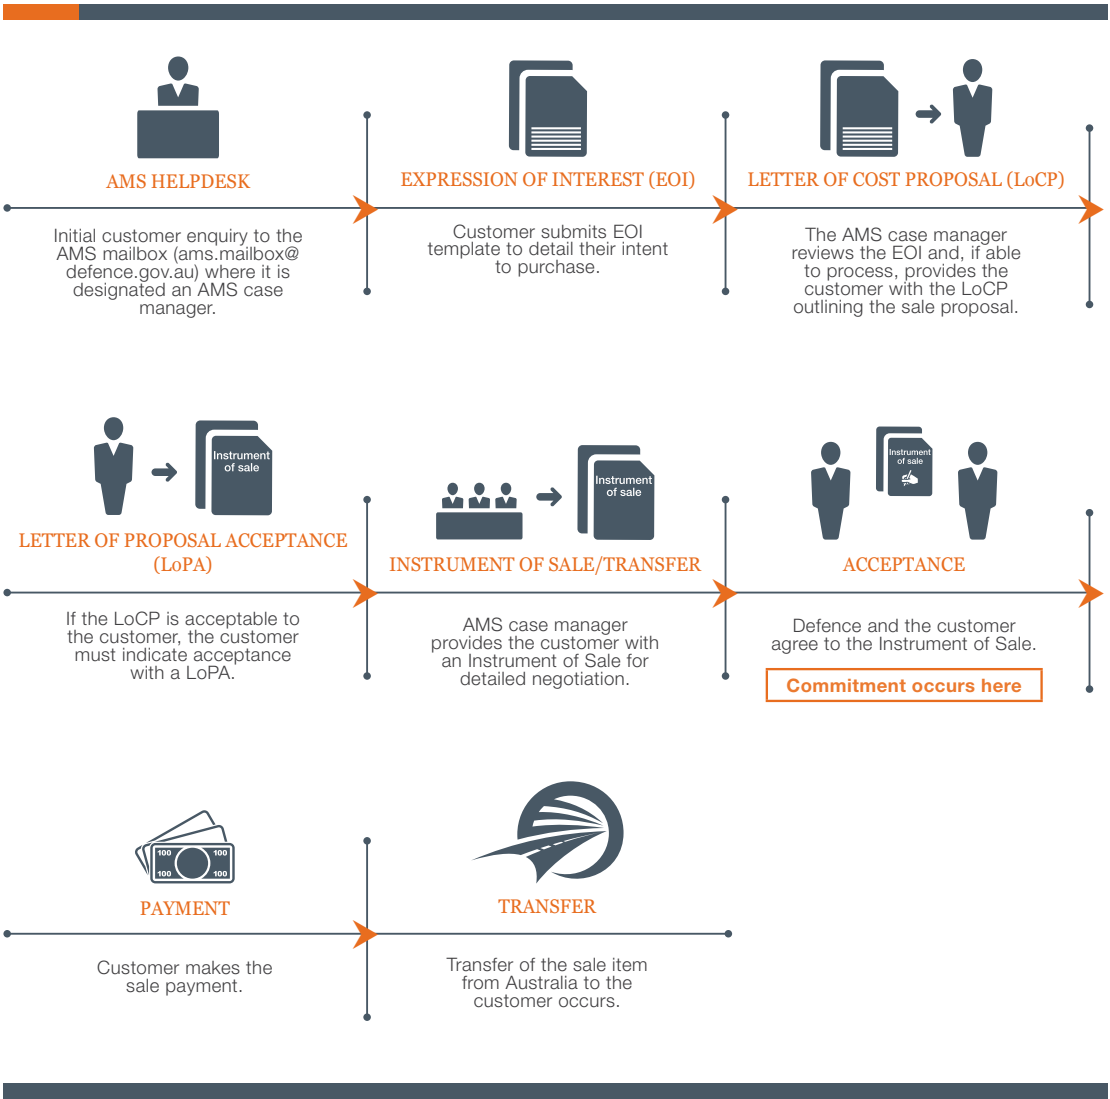 AMS HELPDESK
Initial customer enquiry to the
AMS mailbox (ams.mailbox@
defence.gov.au) where it is
designated an AMS case
manager.
EXPRESSION OF INTEREST (EOI)
Customer submits EOI
template to detail their intent
to purchase.
LETTER OF COST PROPOSAL (LoCP)
The AMS case manager
reviews the EOI and, if able
to process, provides the
customer with the LoCP
outlining the sale proposal.
Instrument
of sale
LETTER OF PROPOSAL ACCEPTANCE
(LoPA)
If the LoCP is acceptable to
the customer, the customer
must indicate acceptance
with a LoPA.
Instrument
of sale
INSTRUMENT OF SALE/TRANSFER
AMS case manager
provides the customer with
an Instrument of Sale for
detailed negotiation.
Instrument
of sale
ACCEPTANCE
Defence and the customer
agree to the Instrument of Sale.
Commitment occurs here
100 100
100 100
PAYMENT
Customer makes the
sale payment.
TRANSFER
Transfer of the sale item
from Australia to the
customer occurs.